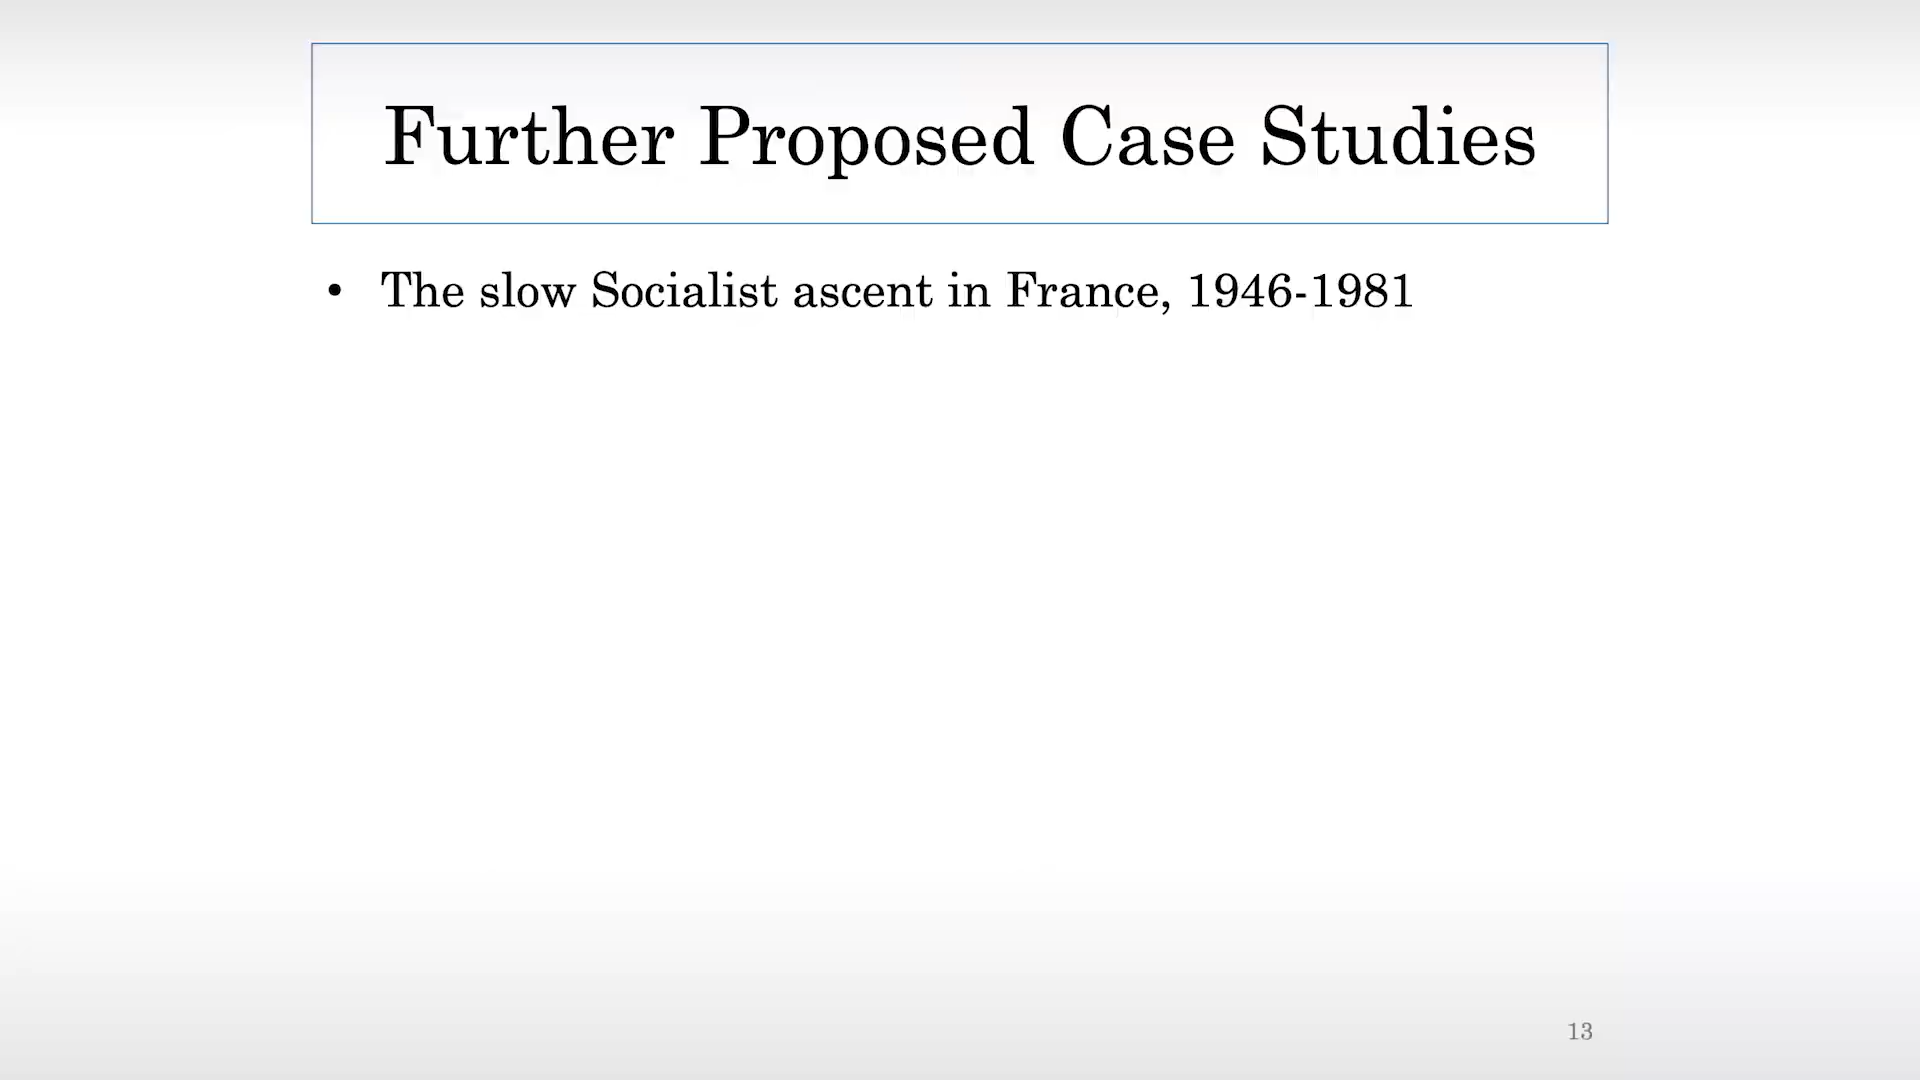 Further Proposed Case Studies
• The slow Socialist ascent in France, 1946-1981
13